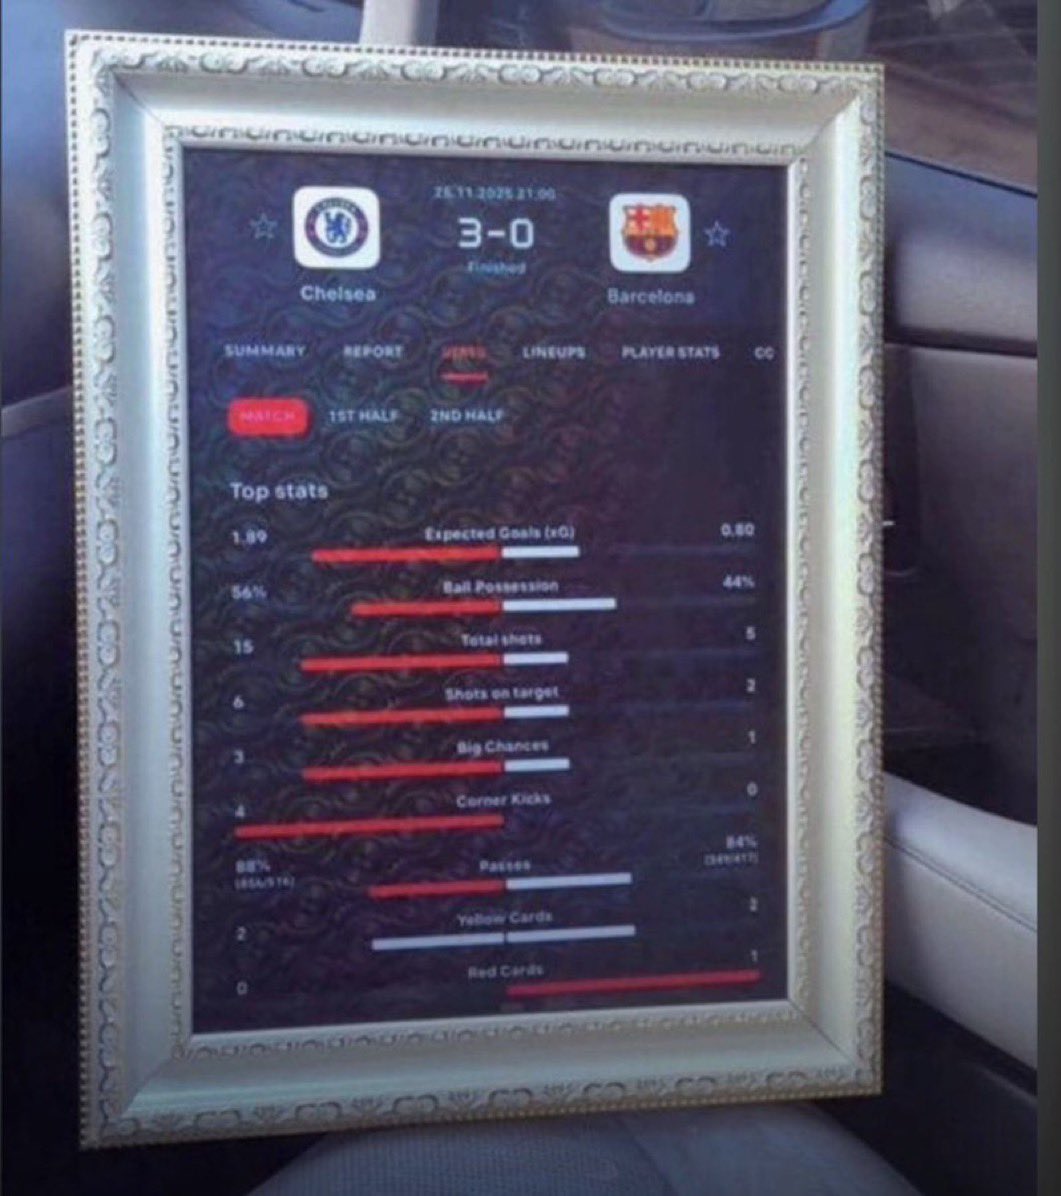 25.11.2025 21:00
3-0
Finished
Chelsea
Barcelona
SUMMARY REPORT STATS LINEUPS PLAYER STATS CO
MATCH 1ST HALF 2ND HALF
Top stats
1.89 Expected Goals (xG) 0.80
56% Ball Possession 44%
15 Total shots 5
6 Shots on target 2
3 Big Chances 1
4 Corner Kicks 0
88% Passes 84%
2 Yellow Cards 2
0 Red Cards 1